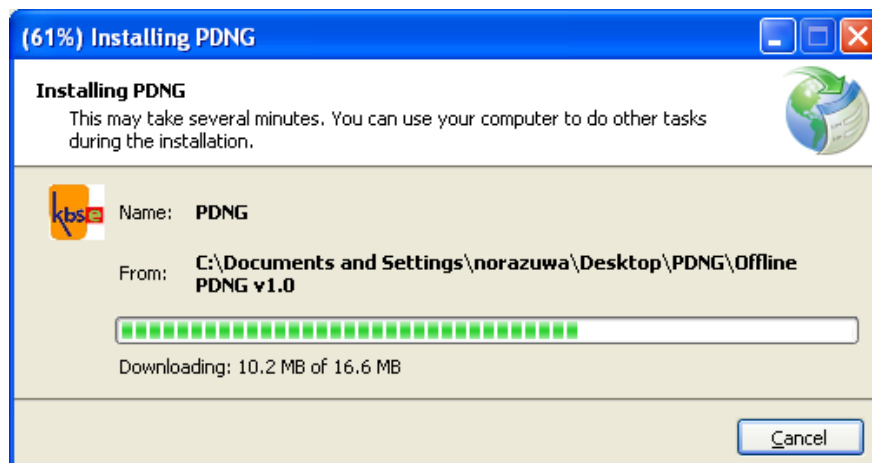 (61%) Installing PDNG
Installing PDNG
This may take several minutes. You can use your computer to do other tasks
during the installation.
kbse
Name: PDNG
From: C:\Documents and Settings\norazuwa\Desktop\PDNG\Offline
PDNG v1.0
Downloading: 10.2 MB of 16.6 MB
Cancel